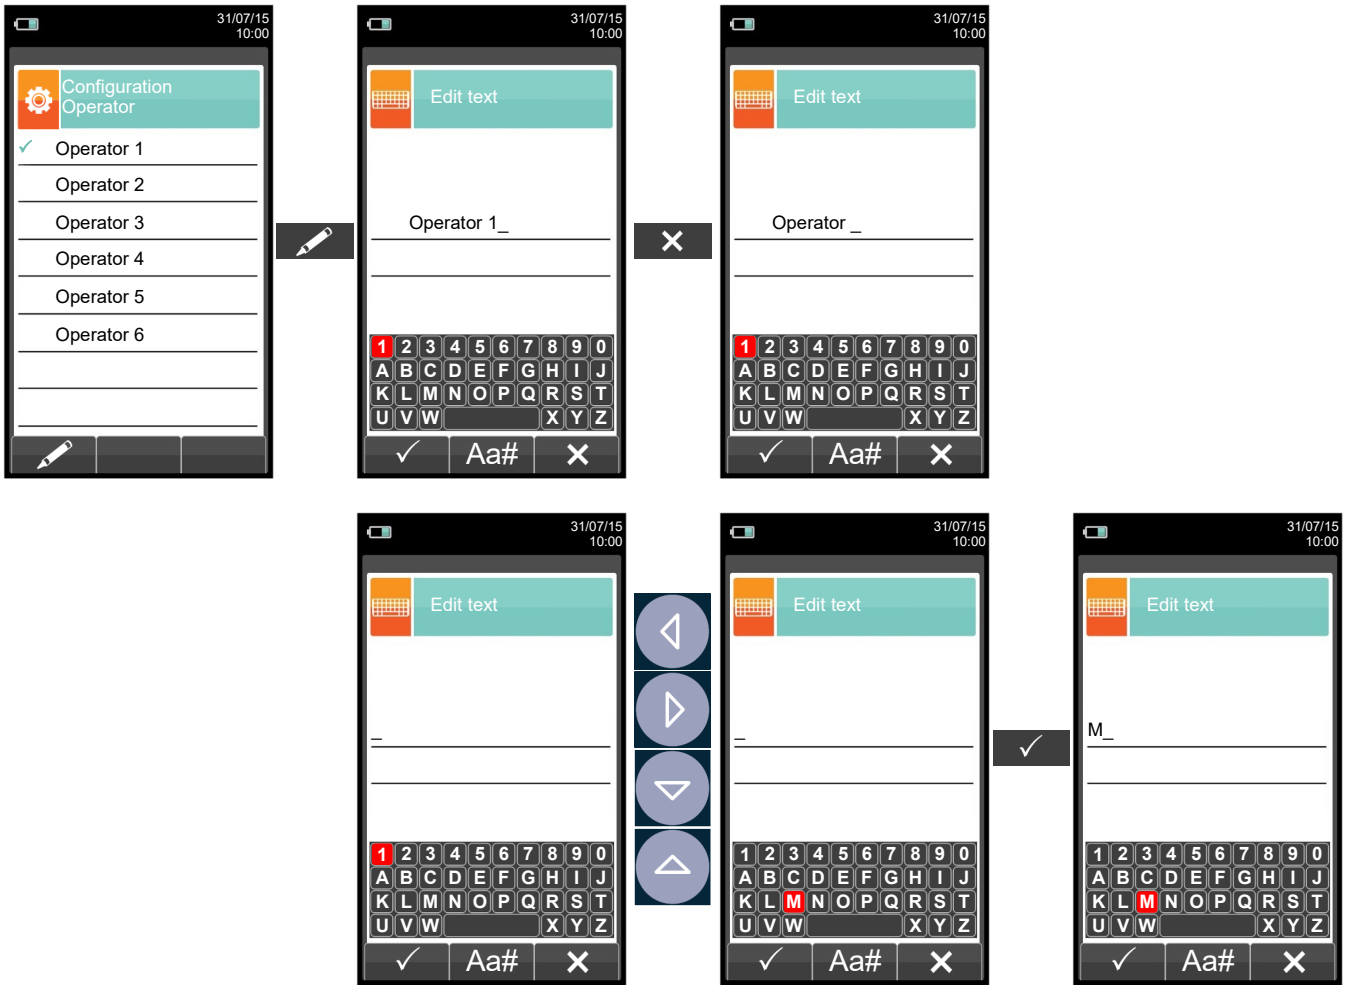 31/07/15
10:00
Configuration
Operator
Operator 1
Operator 2
Operator 3
Operator 4
Operator 5
Operator 6
31/07/15
10:00
Edit text
Operator 1_
1 2 3 4 5 6 7 8 9 0
A B C D E F G H I J
K L M N O P Q R S T
U V W X Y Z
Aa#
31/07/15
10:00
Edit text
Operator _
1 2 3 4 5 6 7 8 9 0
A B C D E F G H I J
K L M N O P Q R S T
U V W X Y Z
Aa#
31/07/15
10:00
Edit text
_
1 2 3 4 5 6 7 8 9 0
A B C D E F G H I J
K L M N O P Q R S T
U V W X Y Z
Aa#
31/07/15
10:00
Edit text
_
1 2 3 4 5 6 7 8 9 0
A B C D E F G H I J
K L M N O P Q R S T
U V W X Y Z
Aa#
31/07/15
10:00
Edit text
M_
1 2 3 4 5 6 7 8 9 0
A B C D E F G H I J
K L M N O P Q R S T
U V W X Y Z
Aa#